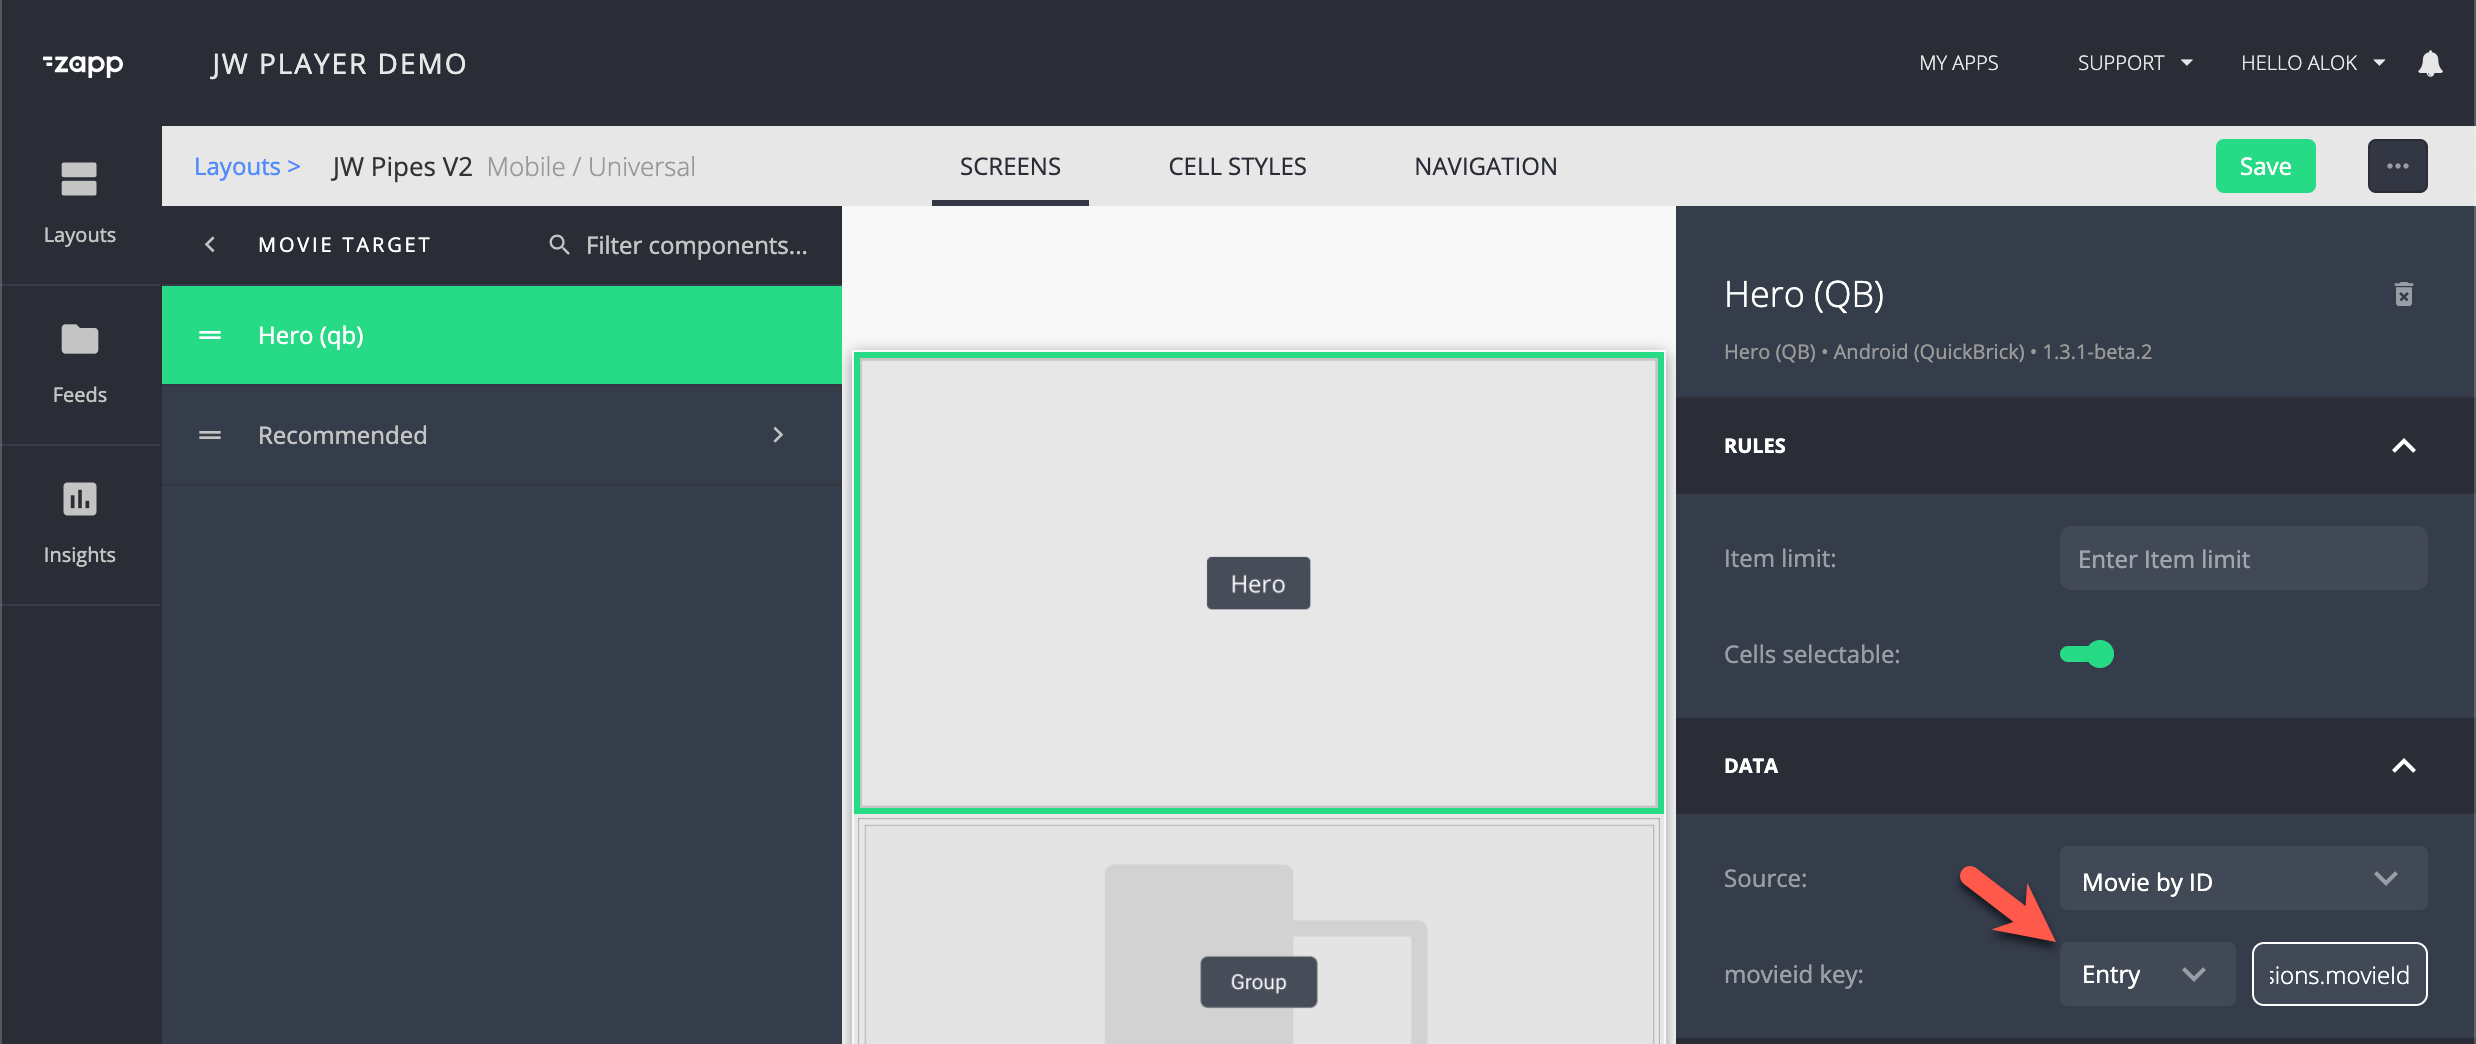 zapp
JW PLAYER DEMO
MY APPS
SUPPORT
HELLO ALOK
Layouts
Feeds
Insights
Layouts > JW Pipes V2 Mobile / Universal
SCREENS
CELL STYLES
NAVIGATION
Save
MOVIE TARGET
Filter components...
Hero (qb)
Recommended
Hero
Group
Hero (QB)
Hero (QB) • Android (QuickBrick) • 1.3.1-beta.2
RULES
Item limit: Enter Item limit
Cells selectable:
DATA
Source: Movie by ID
movieid key: Entry sions.movieId